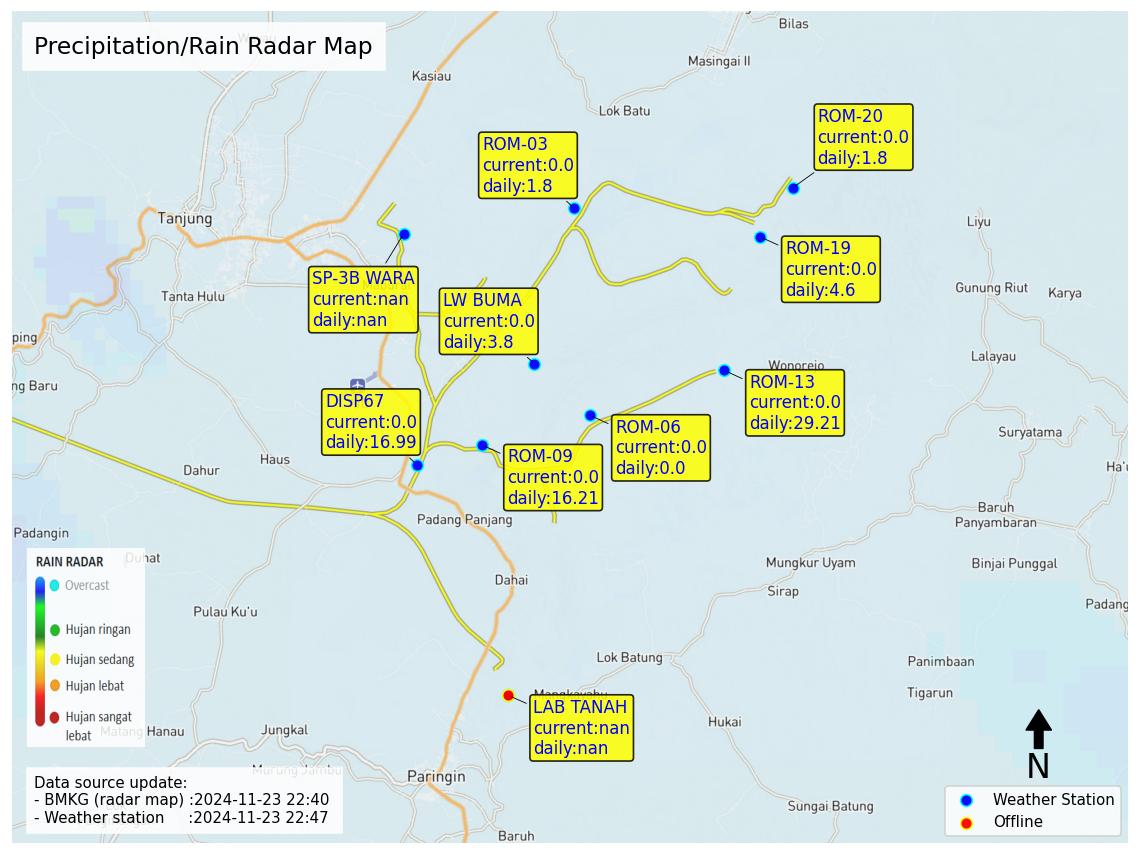 Precipitation/Rain Radar Map
Bilas
Masingai II
Kasiau
Lok Batu
ROM-20
current:0.0
daily:1.8
ROM-03
current:0.0
daily:1.8
Tanjung
Liyu
ROM-19
current:0.0
daily:4.6
SP-3B WARA
current:nan
daily:nan
Tanta Hulu
LW BUMA
current:0.0
daily:3.8
Gunung Riut
Karya
ping
Lalayau
Wonorejo
ng Baru
ROM-13
current:0.0
daily:29.21
DISP67
current:0.0
daily:16.99
ROM-06
current:0.0
daily:0.0
Suryatama
Haus
Dahur
ROM-09
current:0.0
daily:16.21
Ha'u
Padang Panjang
Baruh
Panyambaran
Padangin
Duhat
RAIN RADAR
Overcast
Hujan ringan
Hujan sedang
Hujan lebat
Hujan sangat
lebat
Mungkur Uyam
Binjai Punggal
Dahai
Sirap
Padang
Pulau Ku'u
Lok Batung
Panimbaan
Tigarun
Mangkayahu
LAB TANAH
current:nan
daily:nan
Hukai
Matang Hanau
Jungkal
Murung Jambu
Paringin
N
Data source update:
- BMKG (radar map) :2024-11-23 22:40
- Weather station :2024-11-23 22:47
Weather Station
Offline
Sungai Batung
Baruh